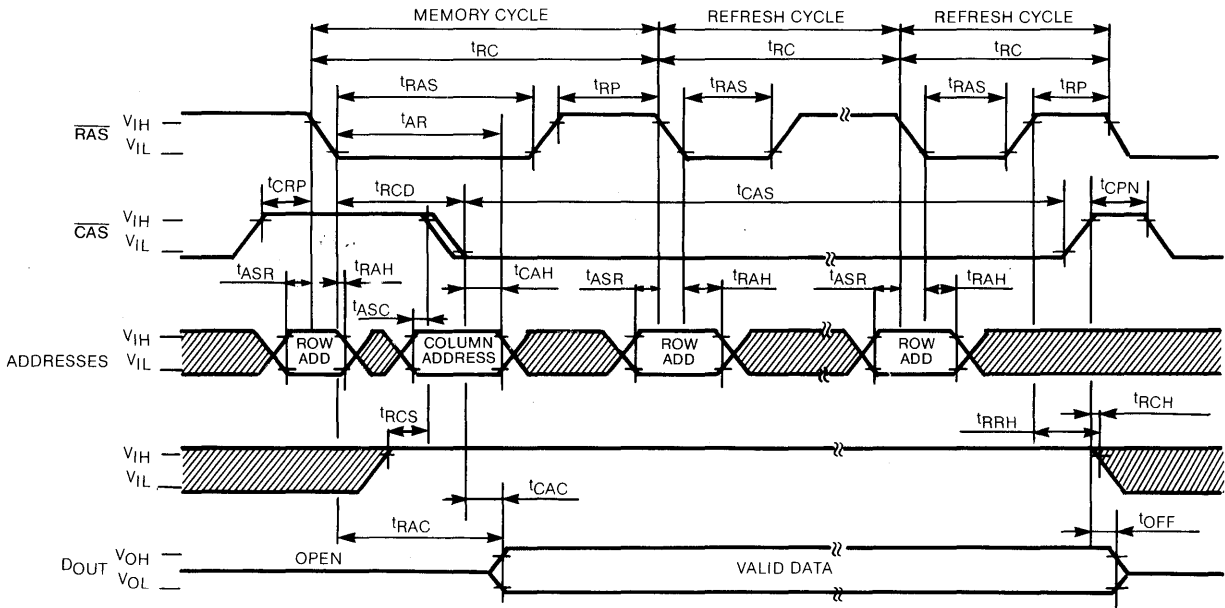 MEMORY CYCLE REFRESH CYCLE REFRESH CYCLE
tRC tRC tRC
tRAS tRP tRAS tRAS tRP
RAS VIH VIL tAR
tCRP tRCD tCAS tCPN
CAS VIH VIL
tASR tRAH tCAH tASR tRAH tASR tRAH
tASC
ADDRESSES VIH VIL ROW ADD COLUMN ADDRESS ROW ADD ROW ADD
tRCS tRRH tRCH
VIH
VIL
tCAC
tRAC tOFF
DOUT VOH VOL OPEN VALID DATA